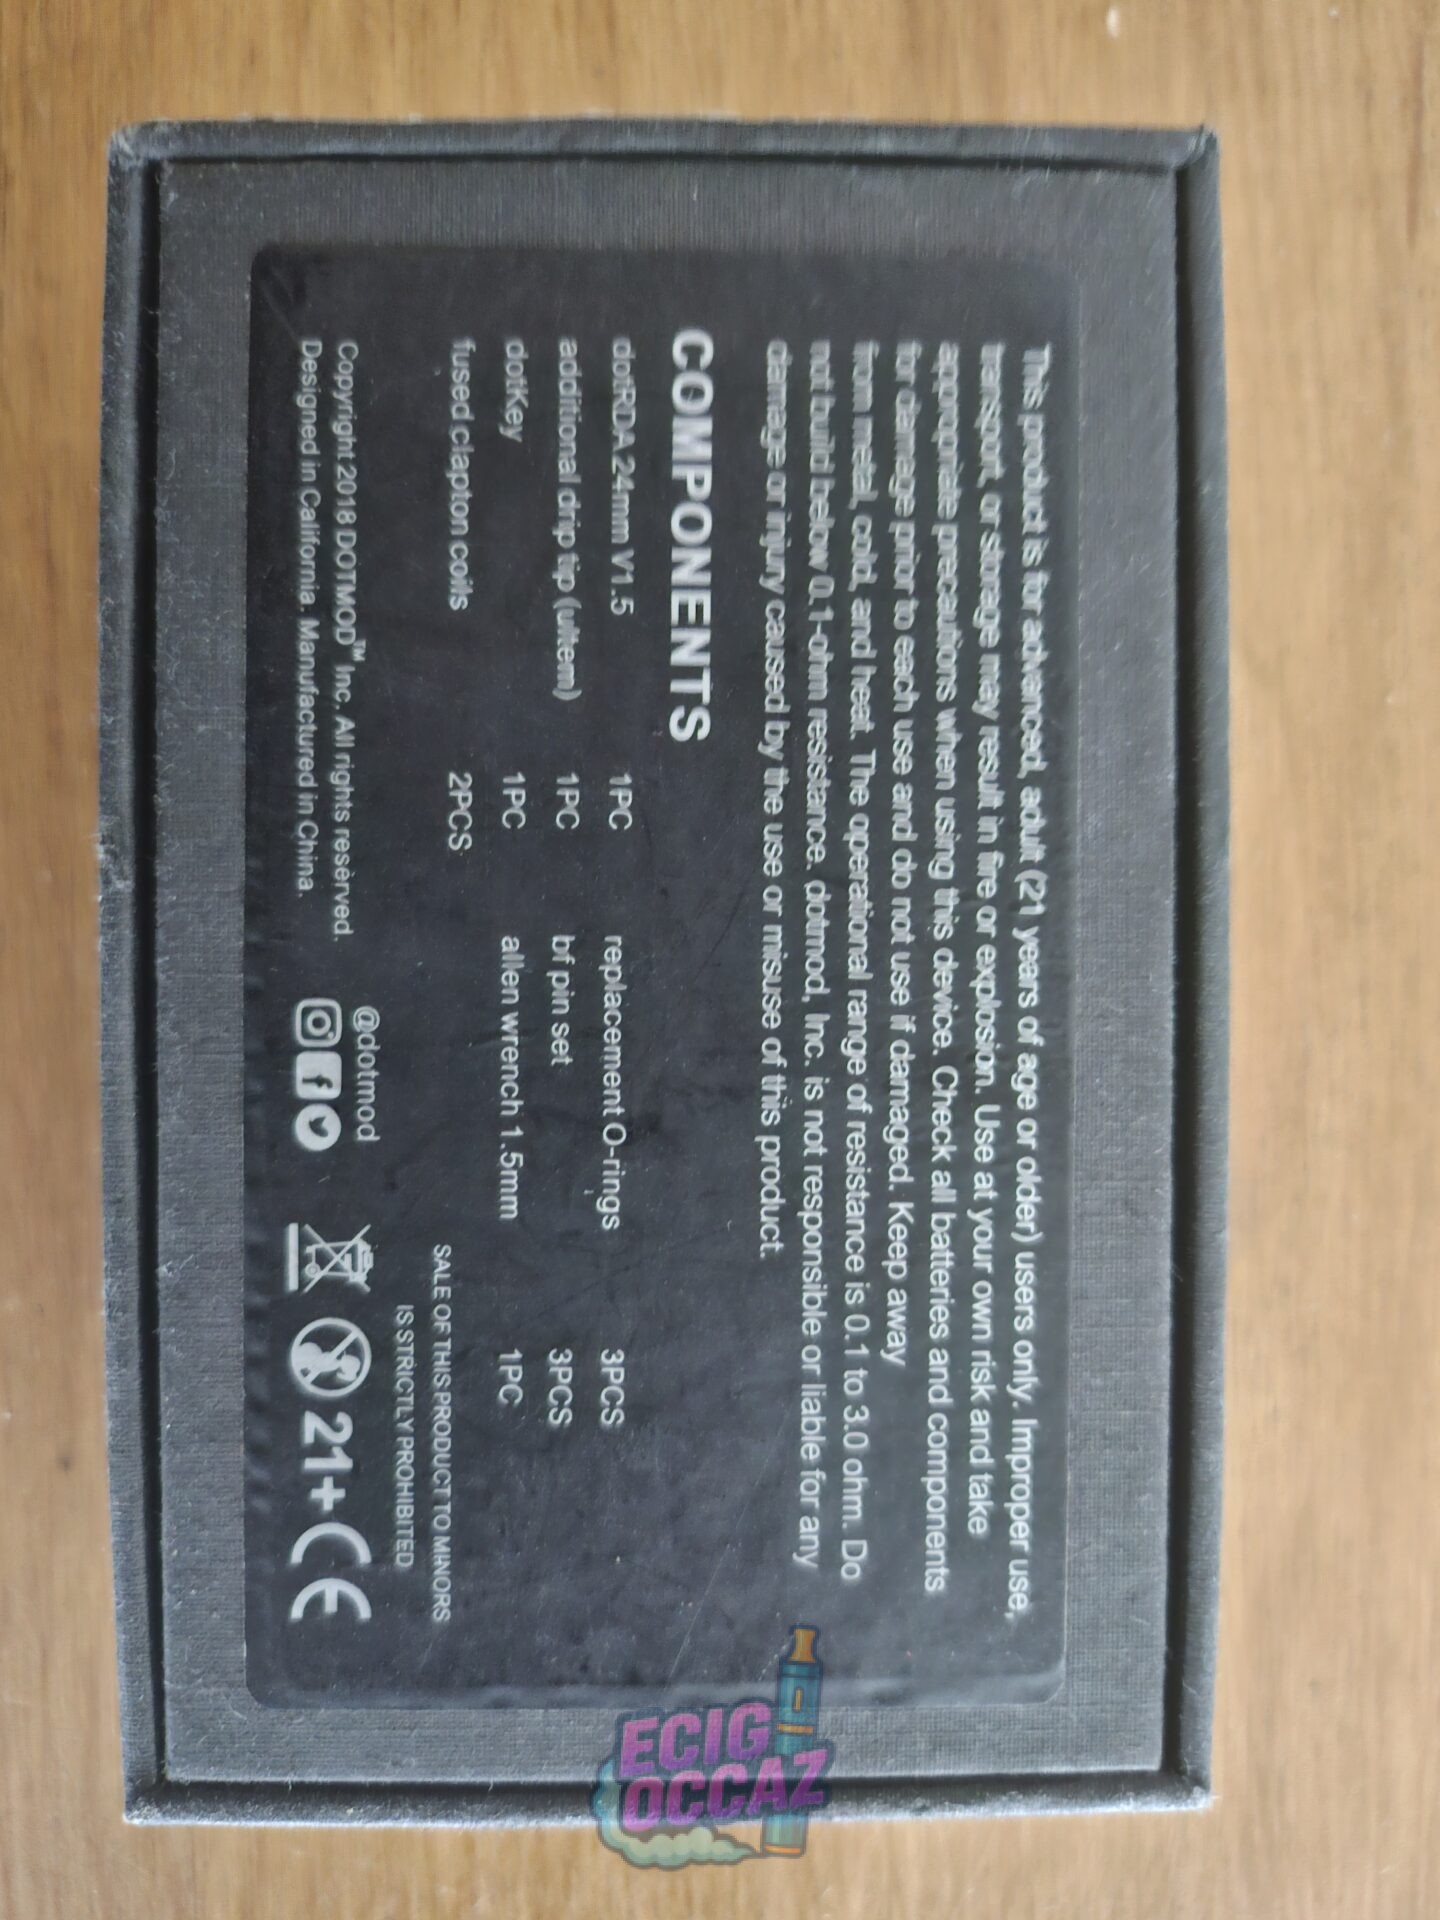 This product is for advanced, adult (21 years of age or older) users only. Improper use,
transport, or storage may result in fire or explosion. Use at your own risk and take
appropriate precautions when using this device. Check all batteries and components
for damage prior to each use and do not use if damaged. Keep away
from metal, cold, and heat. The operational range of resistance is 0.1 to 3.0 ohm. Do
not build below 0.1-ohm resistance. dotmod, Inc. is not responsible or liable for any
damage or injury caused by the use or misuse of this product.
COMPONENTS
dotRDA 24mm V1.5 1PC replacement O-rings 3PCS
additional drip tip (ultem) 1PC bf pin set 3PCS
dotKey 1PC allen wrench 1.5mm 1PC
fused clapton coils 2PCS
SALE OF THIS PRODUCT TO MINORS
IS STRICTLY PROHIBITED
Copyright 2018 DOTMOD™ Inc. All rights reserved.
Designed in California. Manufactured in China.
@dotmod
21+ CE
ECIG
OCCAZ